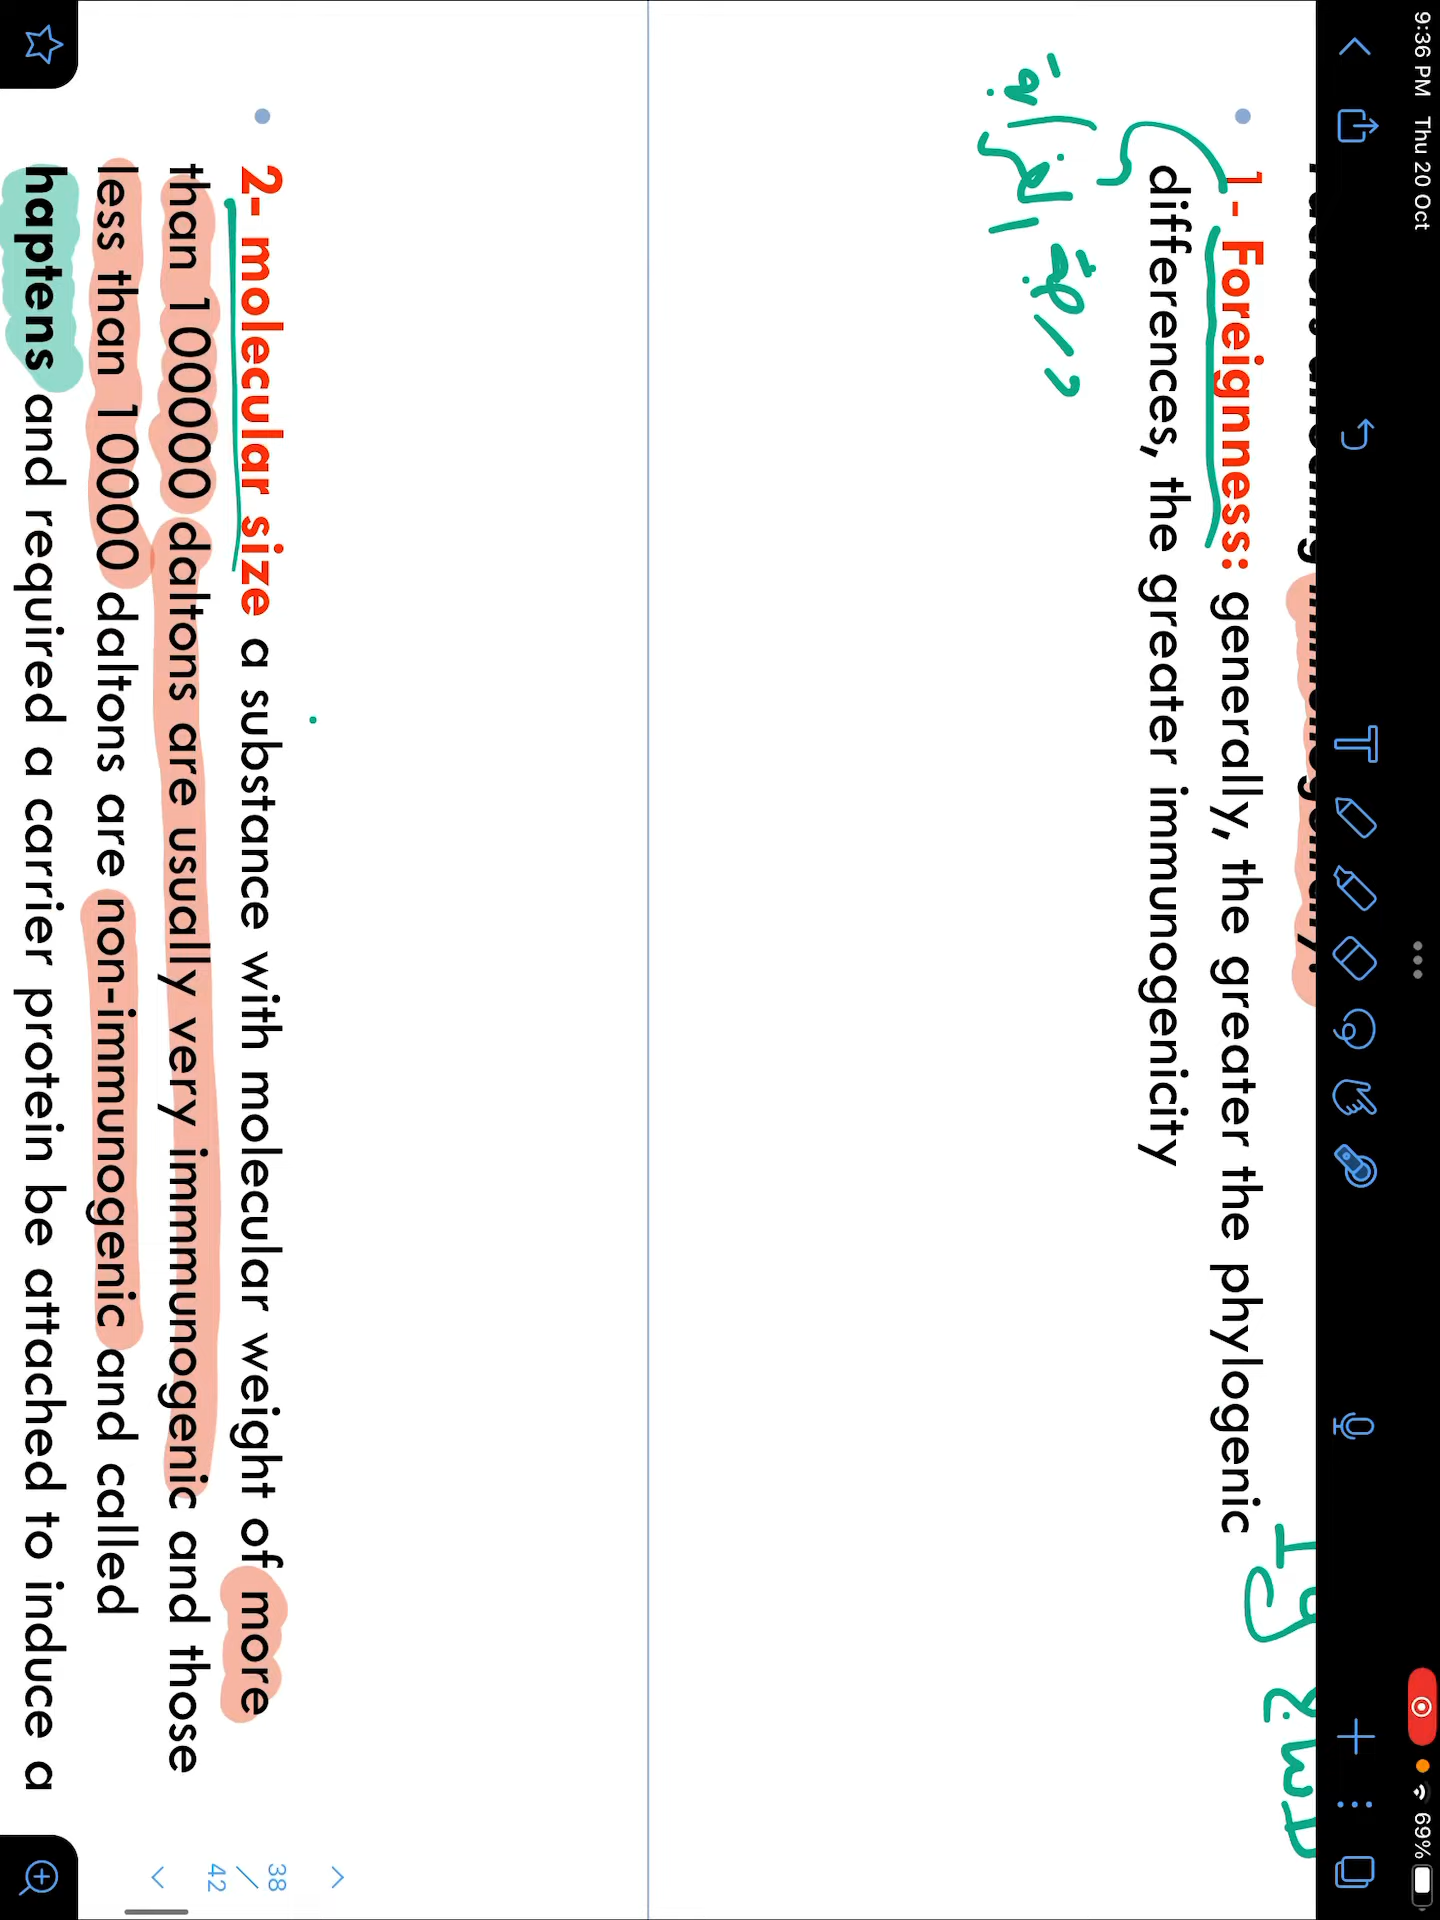 9:36 PM Thu 20 Oct
69%
1- Foreignness: generally, the greater the phylogenic
differences, the greater immunogenicity
Ig
2- molecular size a substance with molecular weight of more
than 100000 daltons are usually very immmunogenic and those
less than 10000 daltons are non-immunogenic and called
haptens and required a carrier protein be attached to induce a
38 / 42